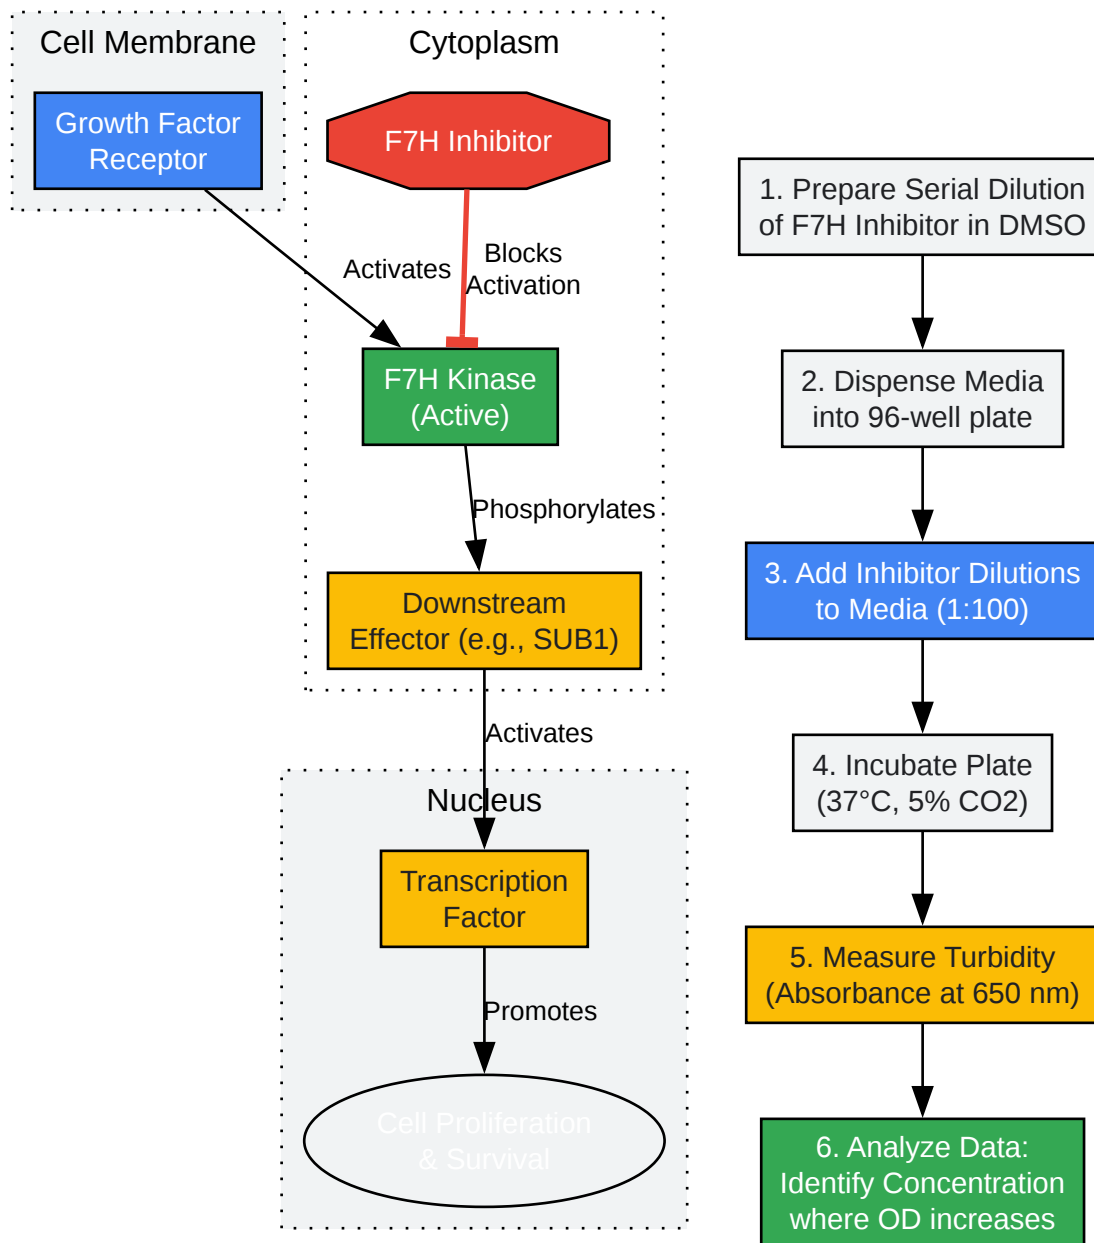 Cell Membrane
Growth Factor
Receptor
Cytoplasm
F7H Inhibitor
Activates
Blocks
Activation
F7H Kinase
(Active)
Phosphorylates
Downstream
Effector (e.g., SUB1)
Activates
Nucleus
Transcription
Factor
Promotes
Cell Proliferation
& Survival
1. Prepare Serial Dilution
of F7H Inhibitor in DMSO
2. Dispense Media
into 96-well plate
3. Add Inhibitor Dilutions
to Media (1:100)
4. Incubate Plate
(37°C, 5% CO2)
5. Measure Turbidity
(Absorbance at 650 nm)
6. Analyze Data:
Identify Concentration
where OD increases